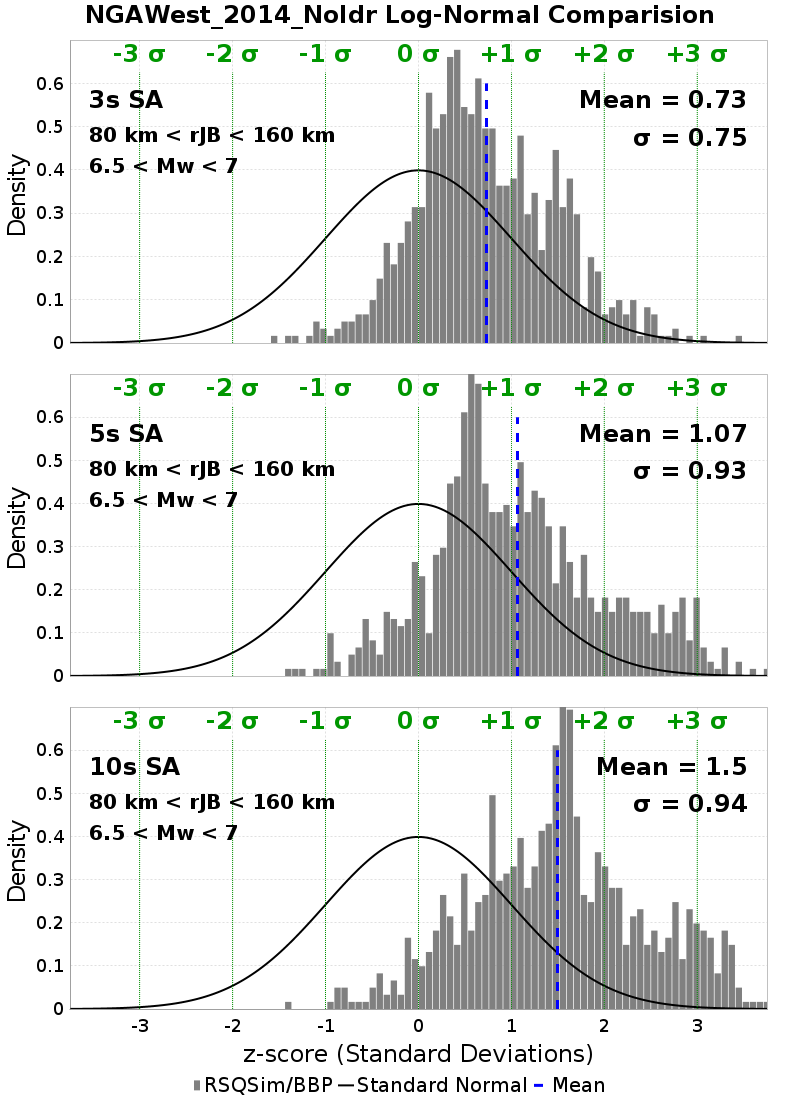 NGAWest_2014_NoIdr Log-Normal Comparision
-3 σ -2 σ -1 σ 0 σ +1 σ +2 σ +3 σ
3s SA
Mean = 0.73
80 km < rJB < 160 km
σ = 0.75
6.5 < Mw < 7
Density
0.6
0.5
0.4
0.3
0.2
0.1
0
-3 σ -2 σ -1 σ 0 σ +1 σ +2 σ +3 σ
5s SA
Mean = 1.07
80 km < rJB < 160 km
σ = 0.93
6.5 < Mw < 7
Density
0.6
0.5
0.4
0.3
0.2
0.1
0
-3 σ -2 σ -1 σ 0 σ +1 σ +2 σ +3 σ
10s SA
Mean = 1.5
80 km < rJB < 160 km
σ = 0.94
6.5 < Mw < 7
Density
0.6
0.5
0.4
0.3
0.2
0.1
0
-3 -2 -1 0 1 2 3
z-score (Standard Deviations)
RSQSim/BBP Standard Normal Mean